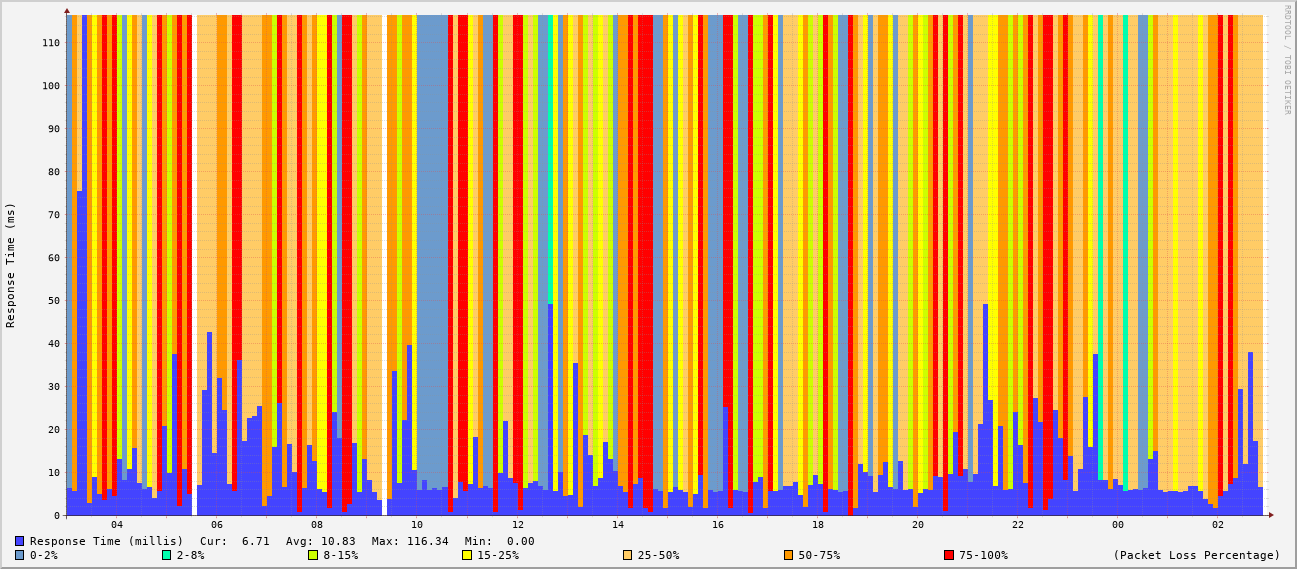 RRDTOOL / TOBI OETIKER
Response Time (ms)
110
100
90
80
70
60
50
40
30
20
10
0
04 06 08 10 12 14 16 18 20 22 00 02
Response Time (millis) Cur: 6.71 Avg: 10.83 Max: 116.34 Min: 0.00
0-2% 2-8% 8-15% 15-25% 25-50% 50-75% 75-100% (Packet Loss Percentage)